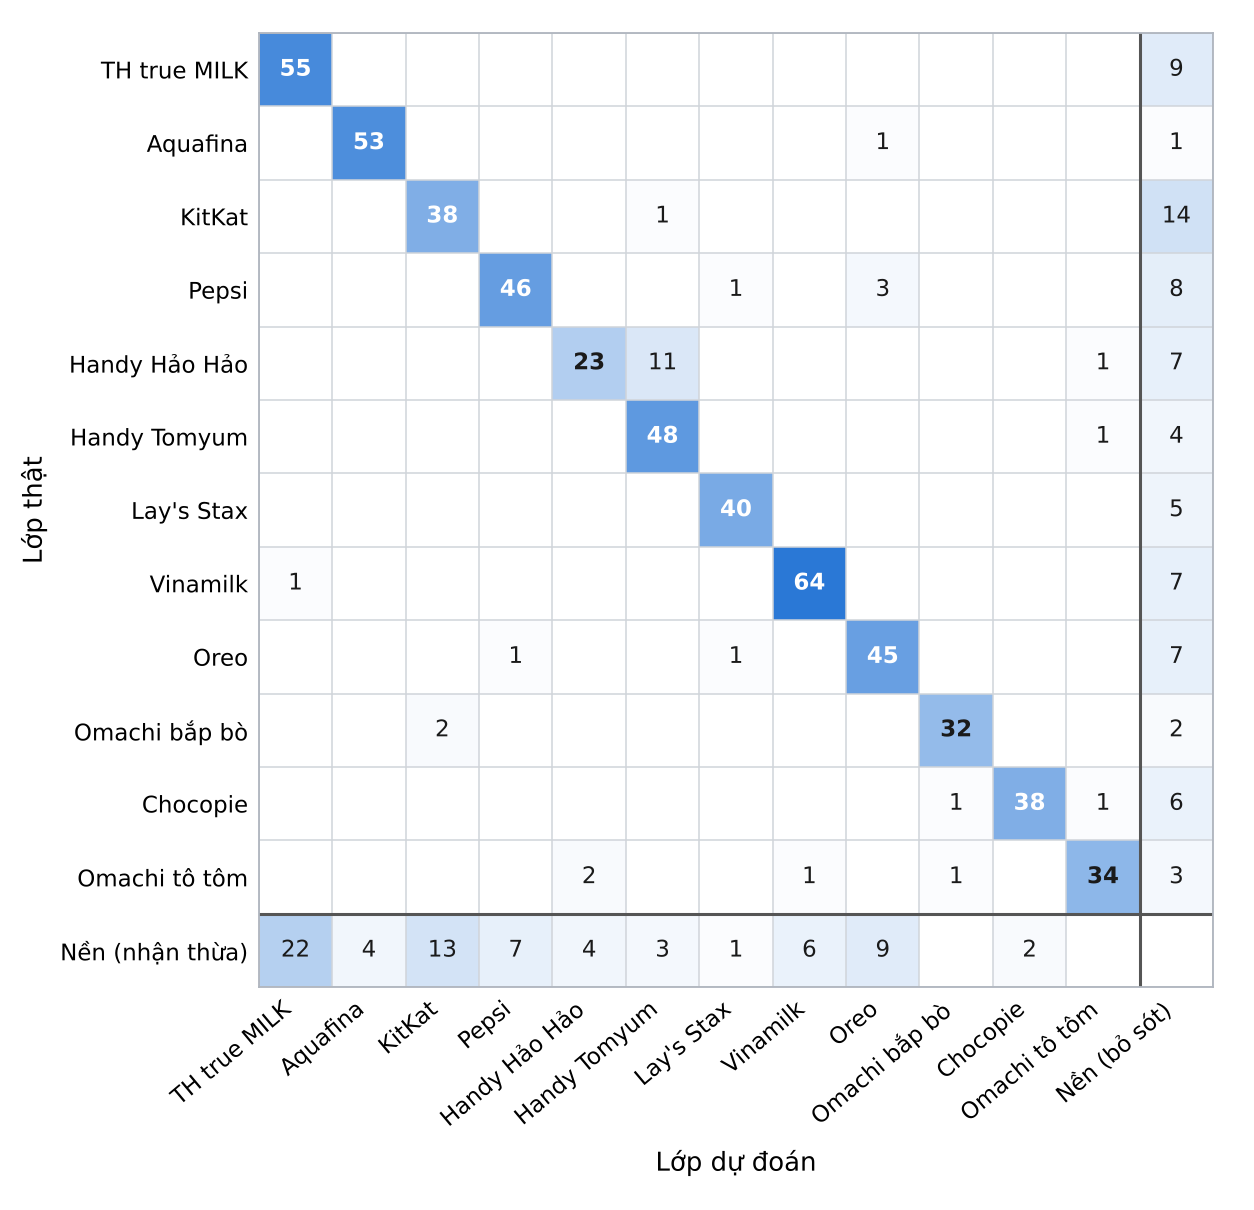 TH true MILK 55 9
Aquafina 53 1 1
KitKat 38 1 14
Pepsi 46 1 3 8
Handy Hảo Hảo 23 11 1 7
Handy Tomyum 48 1 4
Lay's Stax 40 5
Vinamilk 1 64 7
Oreo 1 1 45 7
Omachi bắp bò 2 32 2
Chocopie 1 38 1 6
Omachi tô tôm 2 1 1 34 3
Nền (nhận thừa) 22 4 13 7 4 3 1 6 9 2
Lớp thật
TH true MILK
Aquafina
KitKat
Pepsi
Handy Hảo Hảo
Handy Tomyum
Lay's Stax
Vinamilk
Oreo
Omachi bắp bò
Chocopie
Omachi tô tôm
Nền (bỏ sót)
Lớp dự đoán